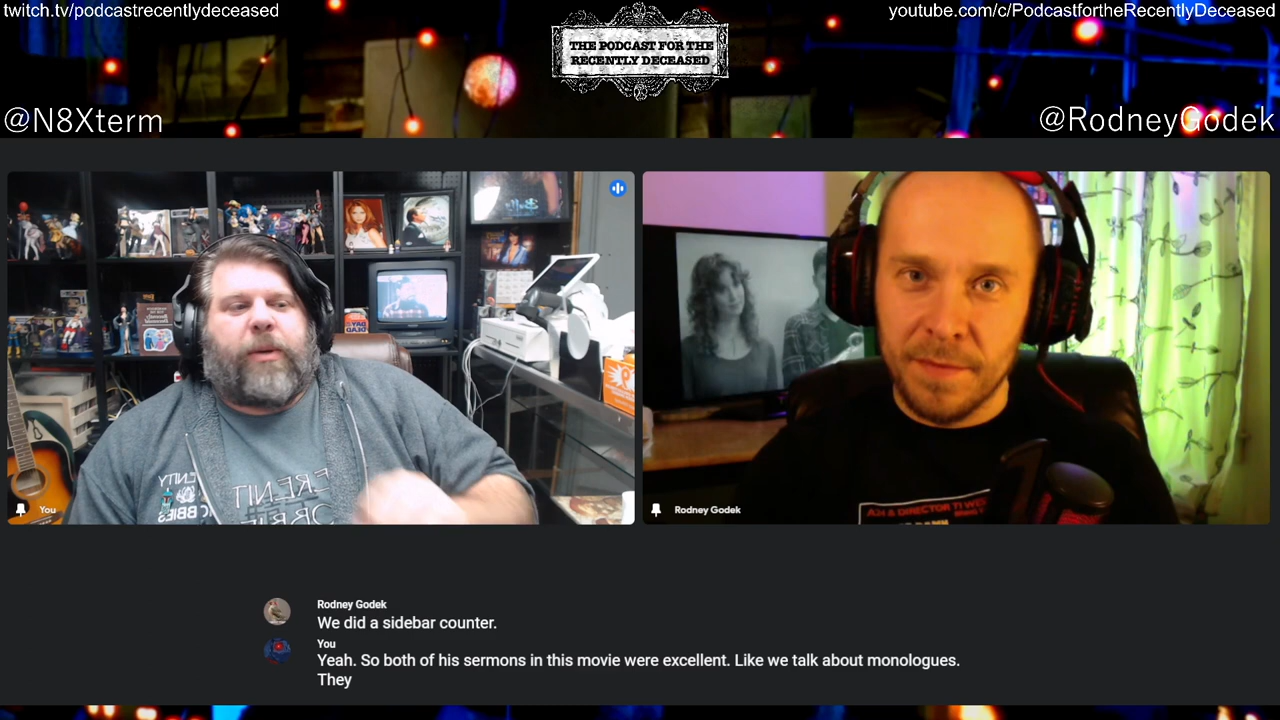 twitch.tv/podcastrecentlydeceased
youtube.com/c/PodcastfortheRecentlyDeceased
THE PODCAST FOR THE
RECENTLY DECEASED
@N8Xterm
@RodneyGodek
You
Rodney Godek
Rodney Godek
We did a sidebar counter.
You
Yeah. So both of his sermons in this movie were excellent. Like we talk about monologues.
They